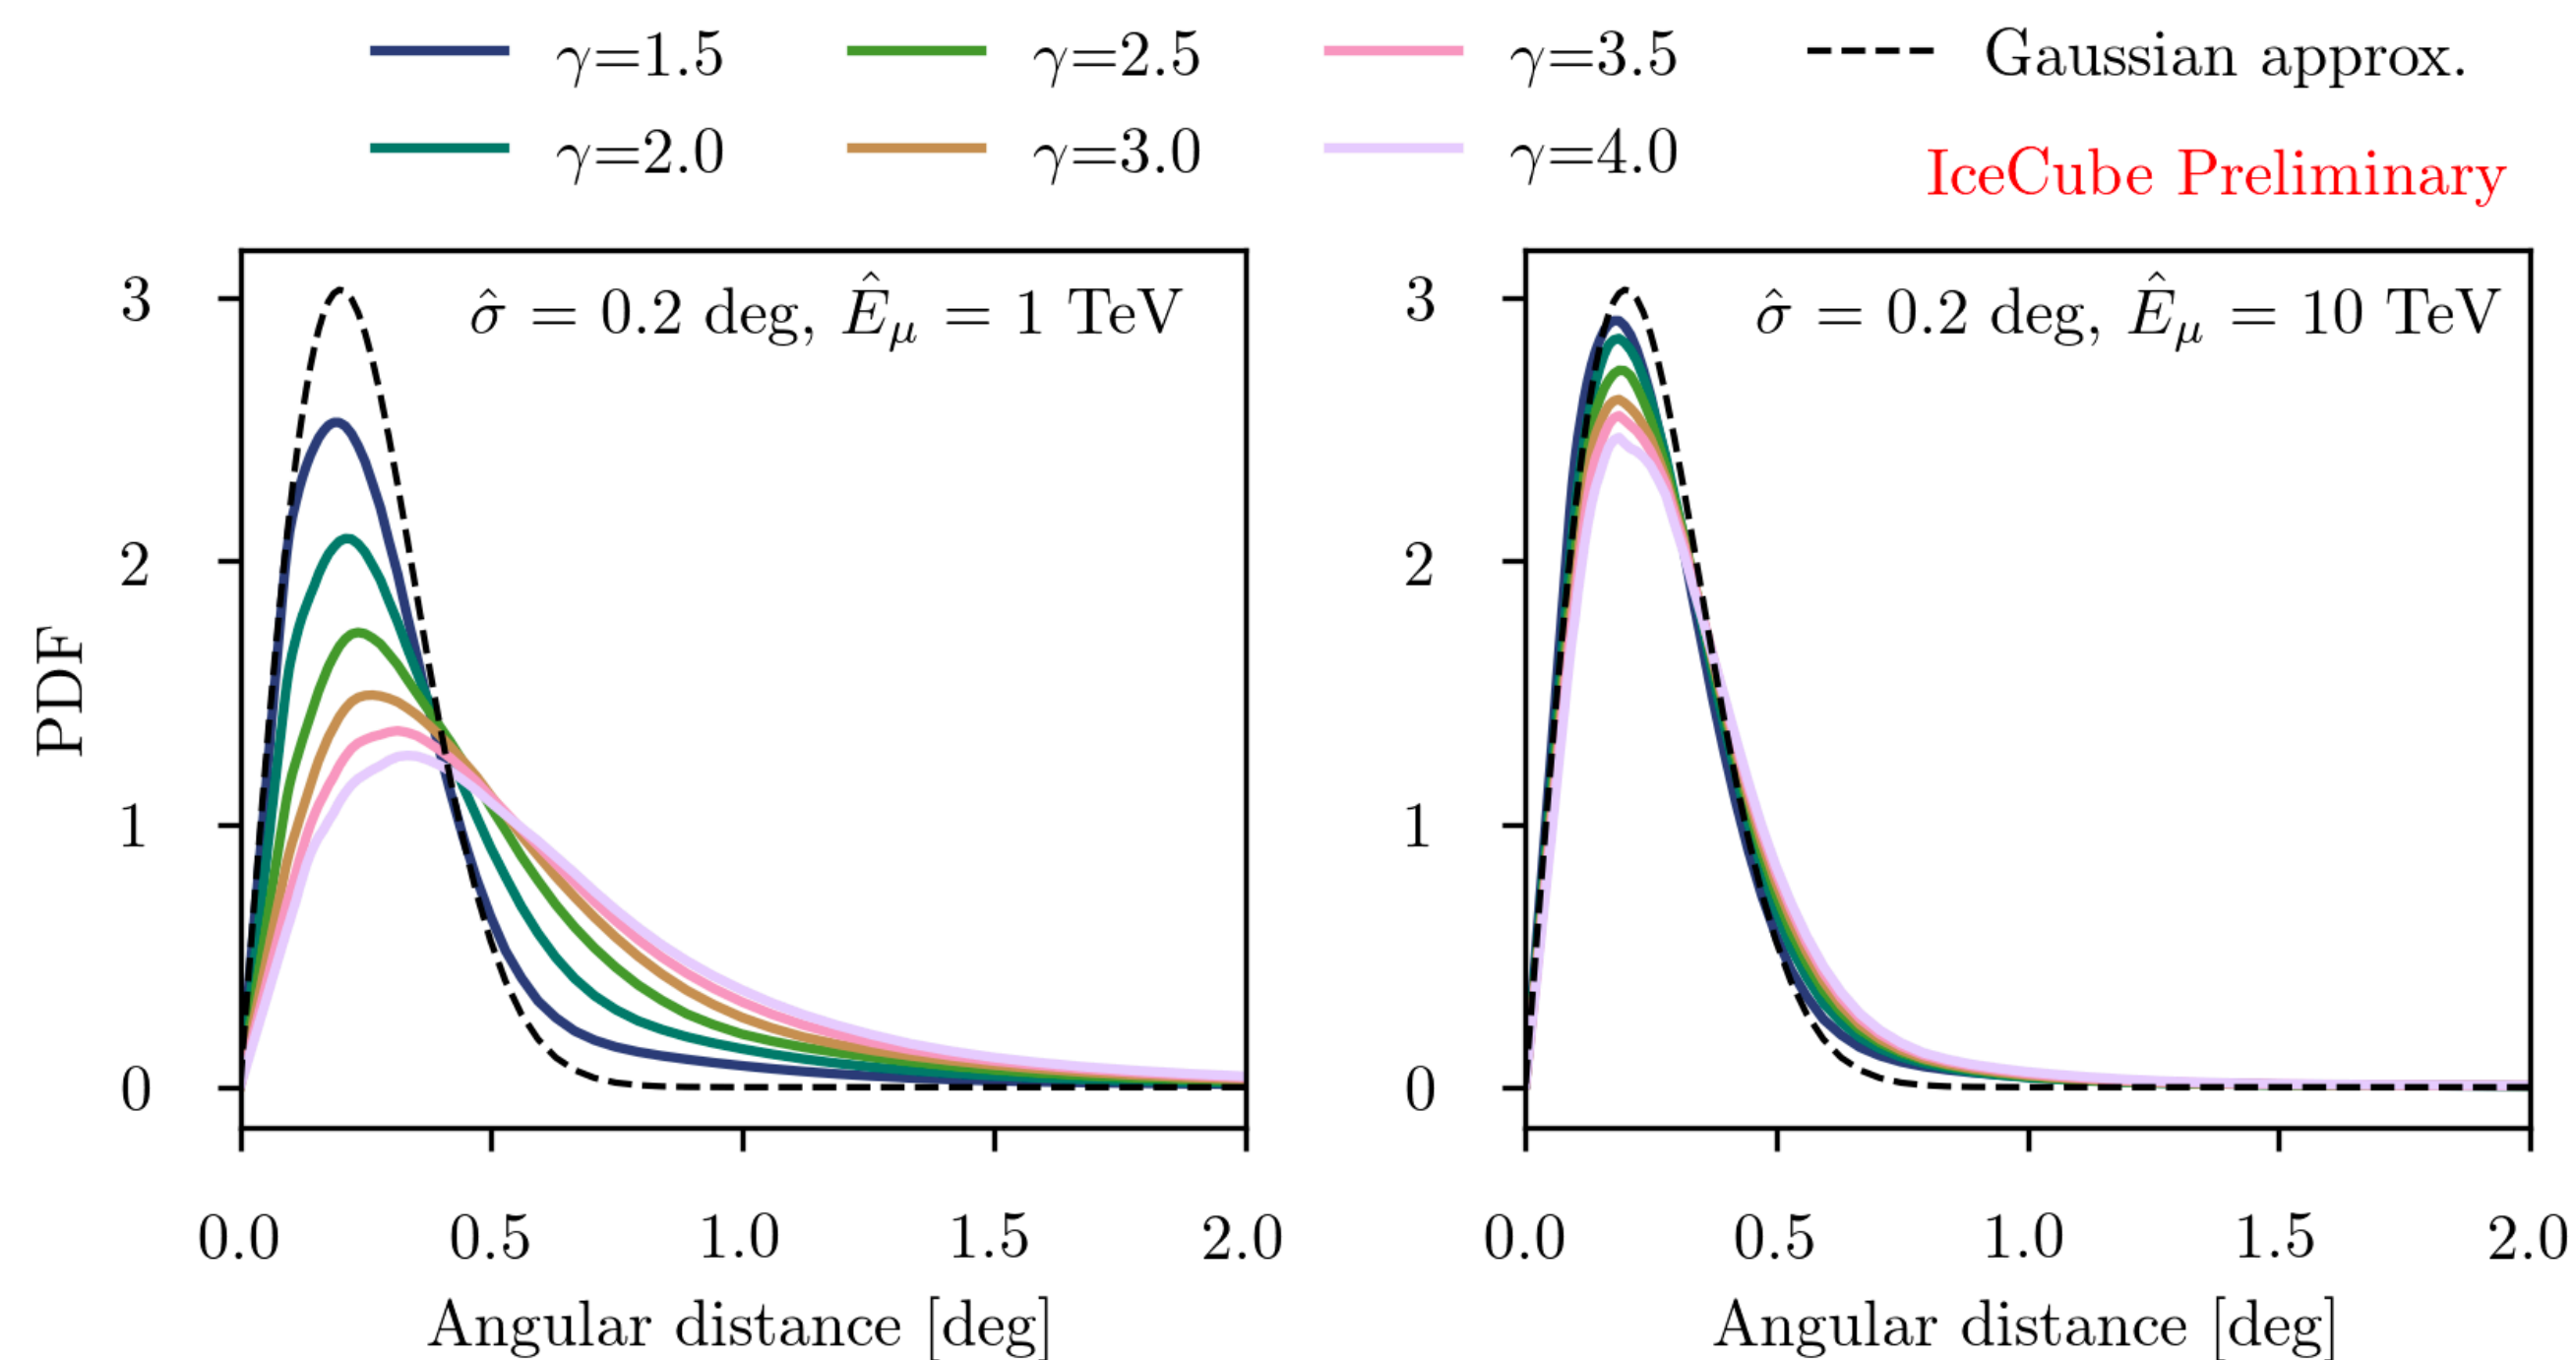 γ=1.5 γ=2.5 γ=3.5 Gaussian approx.
γ=2.0 γ=3.0 γ=4.0 IceCube Preliminary
σ̂ = 0.2 deg, Ê_μ = 1 TeV
PDF
3
2
1
0
0.0 0.5 1.0 1.5 2.0
Angular distance [deg]
σ̂ = 0.2 deg, Ê_μ = 10 TeV
3
2
1
0
0.0 0.5 1.0 1.5 2.0
Angular distance [deg]